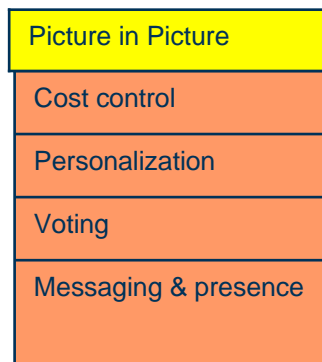 Picture in Picture
Cost control
Personalization
Voting
Messaging & presence